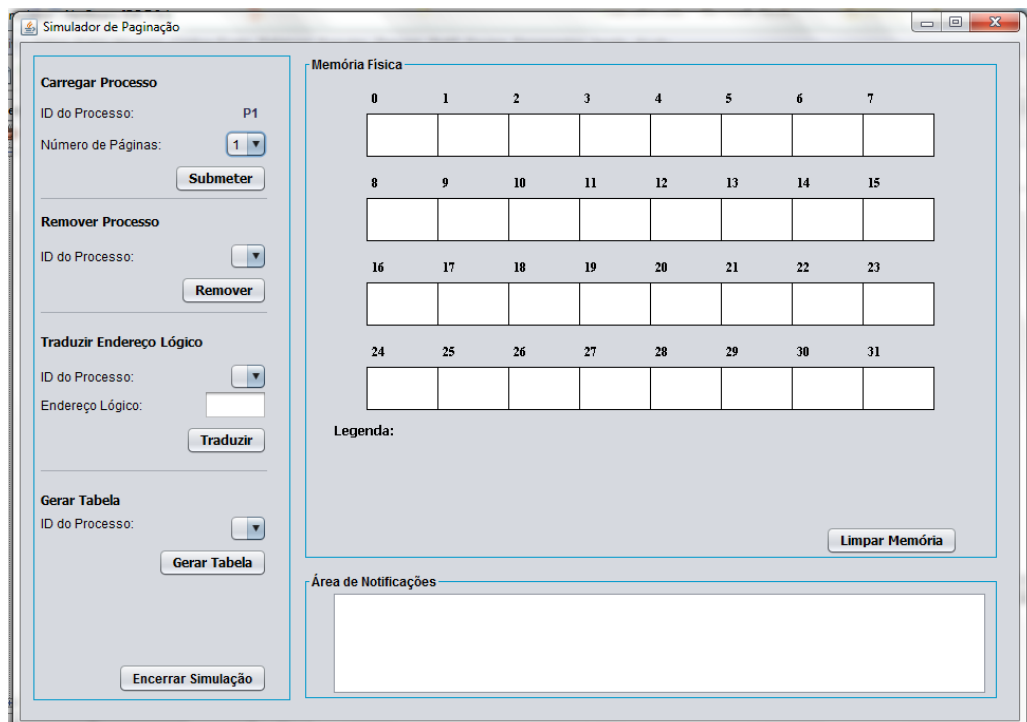 Simulador de Paginação
Carregar Processo
ID do Processo: P1
Número de Páginas: 1
Submeter
Remover Processo
ID do Processo:
Remover
Traduzir Endereço Lógico
ID do Processo:
Endereço Lógico:
Traduzir
Gerar Tabela
ID do Processo:
Gerar Tabela
Encerrar Simulação
Memória Física
0 1 2 3 4 5 6 7
8 9 10 11 12 13 14 15
16 17 18 19 20 21 22 23
24 25 26 27 28 29 30 31
Legenda:
Limpar Memória
Área de Notificações